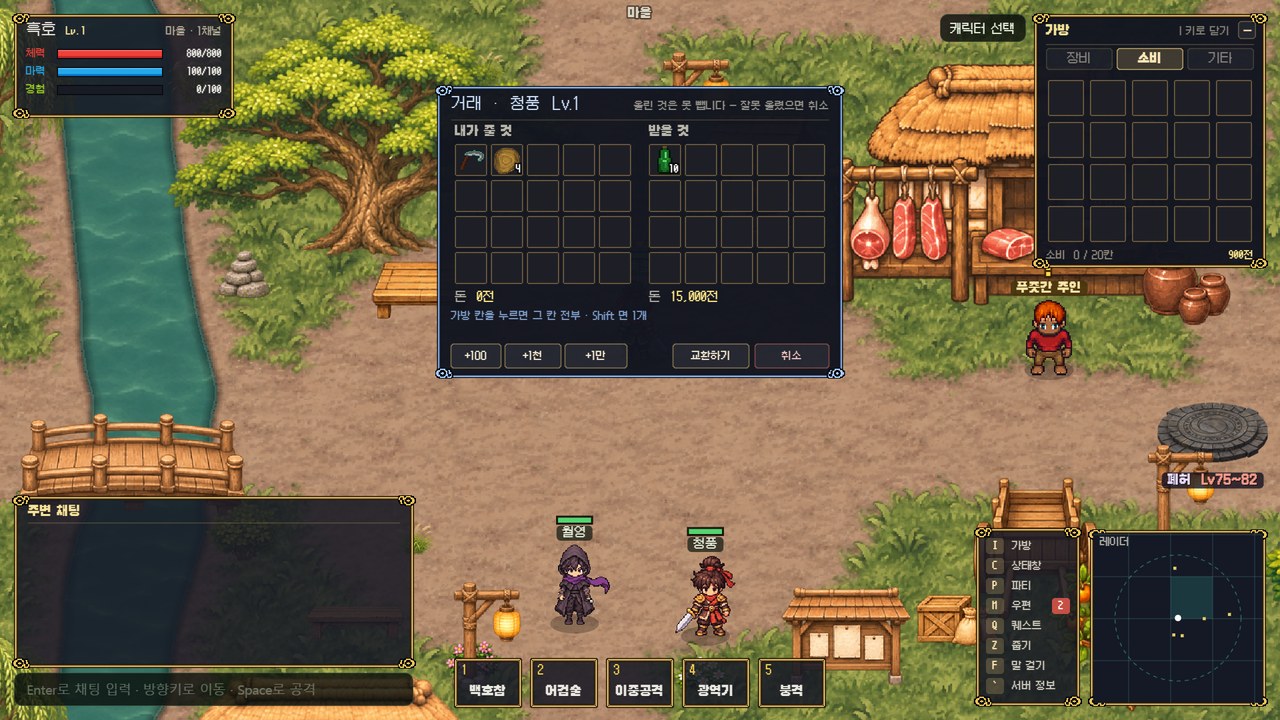 마을
흑호 Lv.1 마을 · 1채널
체력 800/800
마력 100/100
경험 0/100
캐릭터 선택
가방 I 키로 닫기 −
장비 소비 기타
소비 0 / 20칸 900전
거래 · 청풍 Lv.1 올린 것은 못 뺍니다 — 잘못 올렸으면 취소
내가 줄 것 받을 것
4 10
돈 0전 돈 15,000전
가방 칸을 누르면 그 칸 전부 · Shift 면 1개
+100 +1천 +1만 교환하기 취소
푸줏간 주인
폐허 Lv75~82
주변 채팅
월영
청풍
I 가방
C 상태창
P 파티
M 우편 2
Q 퀘스트
Z 줍기
F 말 걸기
` 서버 정보
레이더
Enter로 채팅 입력 · 방향키로 이동 · Space로 공격
1 백호참
2 어검술
3 이중공격
4 광역기
5 붕격